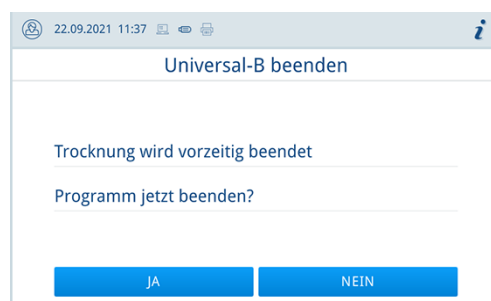 22.09.2021 11:37
i
Universal-B beenden
Trocknung wird vorzeitig beendet
Programm jetzt beenden?
JA
NEIN